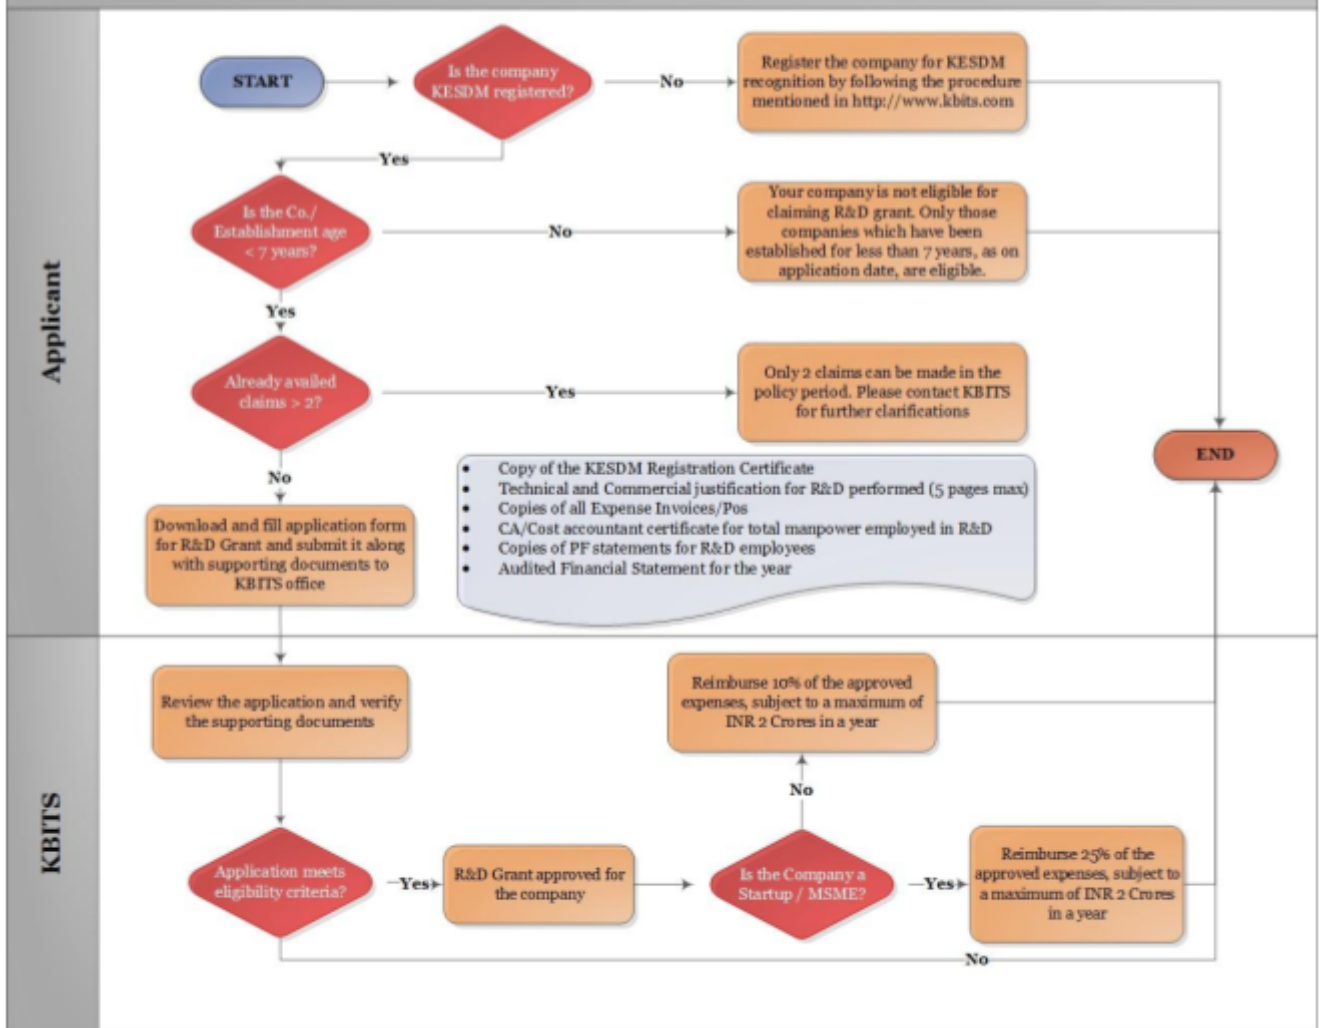 Applicant
START
Is the company
KESDM registered?
No
Register the company for KESDM
recognition by following the procedure
mentioned in http://www.kbits.com
Yes
Is the Co./
Establishment age
< 7 years?
No
Your company is not eligible for
claiming R&D grant. Only those
companies which have been
established for less than 7 years, as on
application date, are eligible.
Yes
Already availed
claims > 2?
Yes
Only 2 claims can be made in the
policy period. Please contact KBITS
for further clarifications
END
No
Download and fill application form
for R&D Grant and submit it along
with supporting documents to
KBITS office
• Copy of the KESDM Registration Certificate
• Technical and Commercial justification for R&D performed (5 pages max)
• Copies of all Expense Invoices/Pos
• CA/Cost accountant certificate for total manpower employed in R&D
• Copies of PF statements for R&D employees
• Audited Financial Statement for the year
KBITS
Review the application and verify
the supporting documents
Reimburse 10% of the approved
expenses, subject to a maximum of
INR 2 Crores in a year
No
Application meets
eligibility criteria?
Yes
R&D Grant approved for
the company
Is the Company a
Startup / MSME?
Yes
Reimburse 25% of the
approved expenses, subject to
a maximum of INR 2 Crores
in a year
No